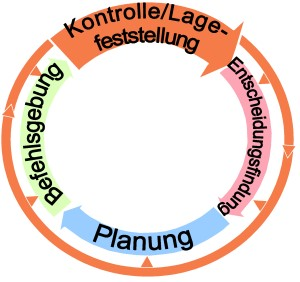 Kontrolle/Lage-
feststellung
Entscheidungsfindung
Planung
Befehlsgebung